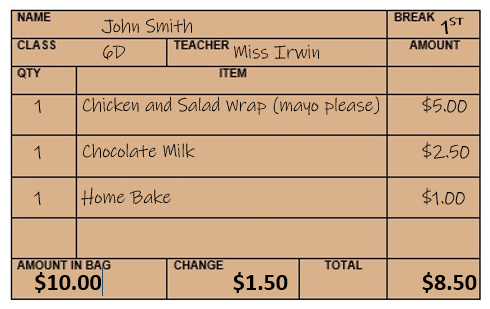 NAME John Smith BREAK 1ST
CLASS 6D TEACHER Miss Irwin AMOUNT
QTY ITEM
1 Chicken and Salad Wrap (mayo please) $5.00
1 Chocolate Milk $2.50
1 Home Bake $1.00
AMOUNT IN BAG CHANGE TOTAL
$10.00 $1.50 $8.50